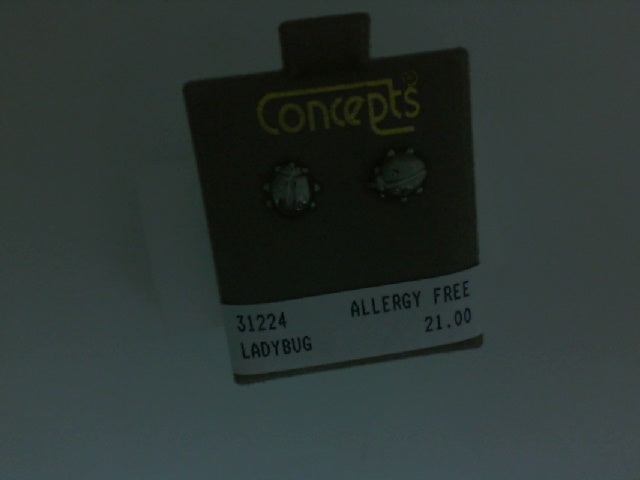 Concepts®
31224 ALLERGY FREE
LADYBUG 21.00